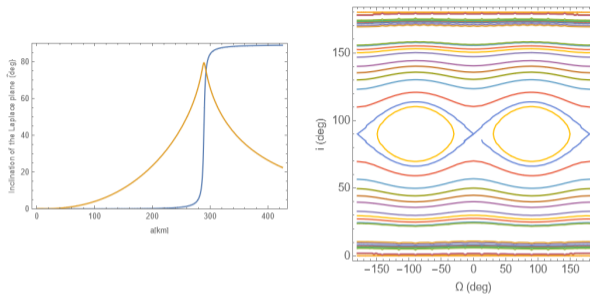 Inclination of the Laplace plane [deg]
80
60
40
20
0
0 100 200 300 400
a[km]
i (deg)
150
100
50
0
-150 -100 -50 0 50 100 150
Ω (deg)